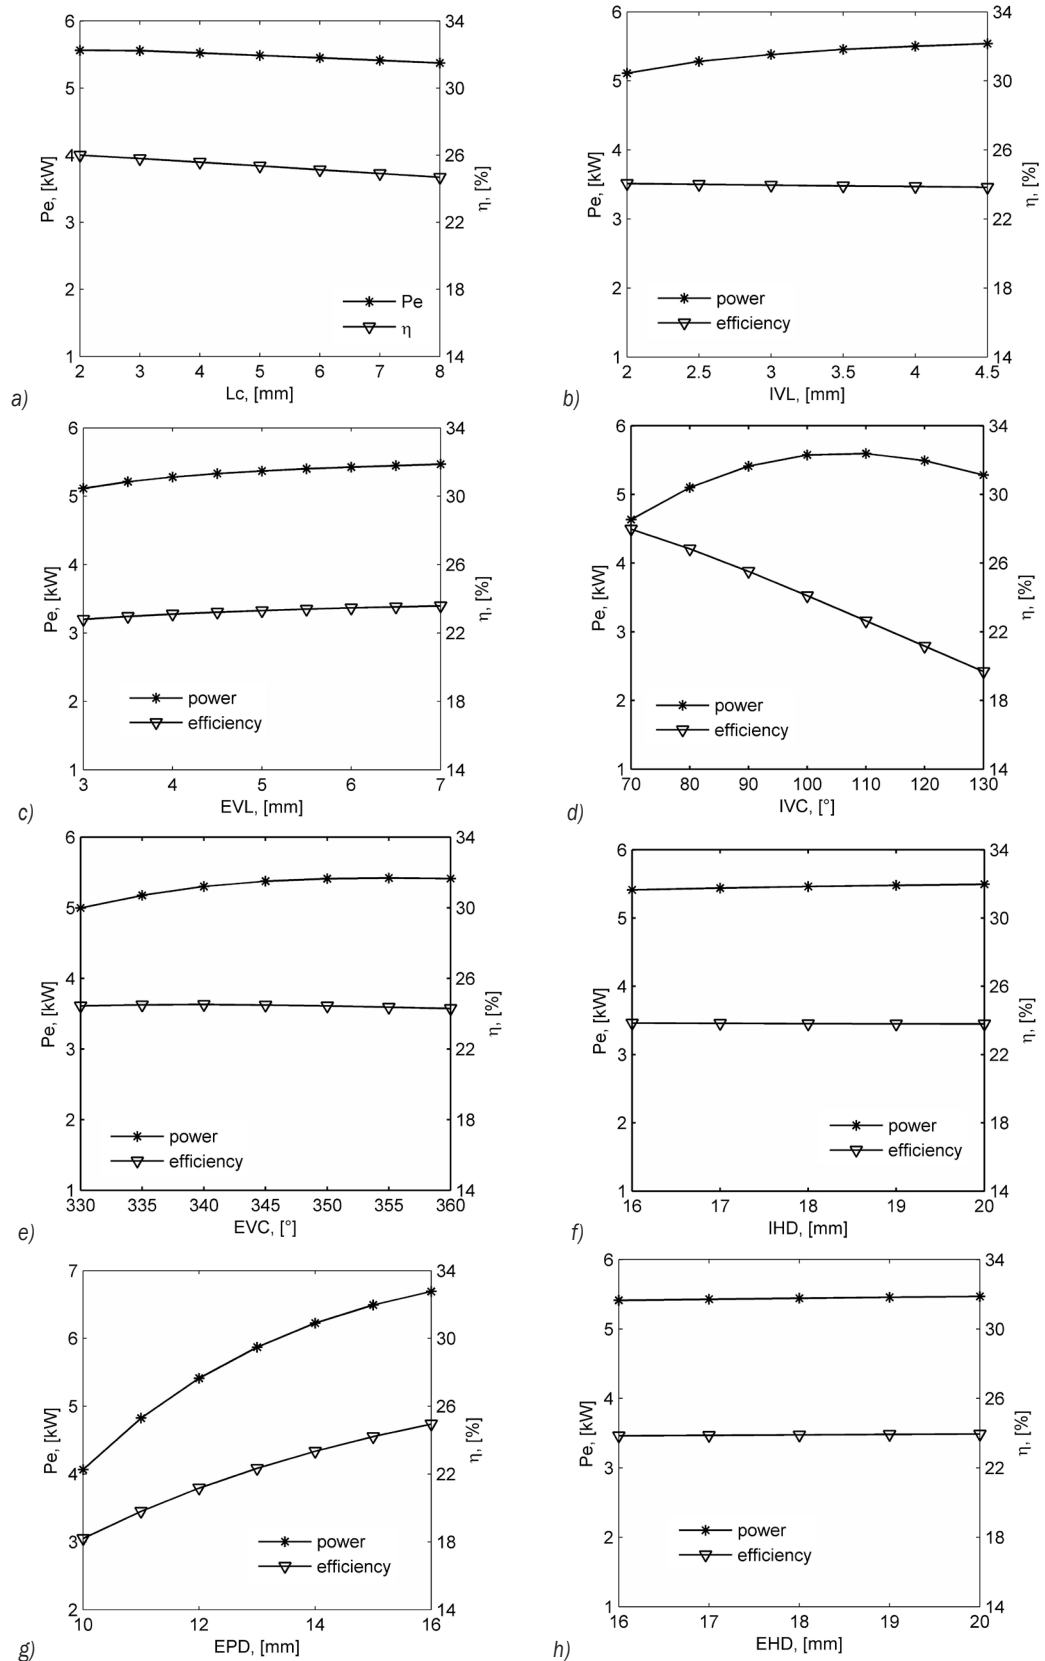 6 34
5 30
4 26
3 22
2 18
1 14
Pe, [kW]
η, [%]
Pe
η
2 3 4 5 6 7 8
Lc, [mm]
a)
6 34
5 30
4 26
3 22
2 18
1 14
Pe, [kW]
η, [%]
power
efficiency
2 2.5 3 3.5 4 4.5
IVL, [mm]
b)
6 34
5 30
4 26
3 22
2 18
1 14
Pe, [kW]
η, [%]
power
efficiency
3 4 5 6 7
EVL, [mm]
c)
6 34
5 30
4 26
3 22
2 18
1 14
Pe, [kW]
η, [%]
power
efficiency
70 80 90 100 110 120 130
IVC, [°]
d)
6 34
5 30
4 26
3 22
2 18
1 14
Pe, [kW]
η, [%]
power
efficiency
330 335 340 345 350 355 360
EVC, [°]
e)
6 34
5 30
4 26
3 22
2 18
1 14
Pe, [kW]
η, [%]
power
efficiency
16 17 18 19 20
IHD, [mm]
f)
7 34
6 30
5 26
4 22
3 18
2 14
Pe, [kW]
η, [%]
power
efficiency
10 12 14 16
EPD, [mm]
g)
6 34
5 30
4 26
3 22
2 18
1 14
Pe, [kW]
η, [%]
power
efficiency
16 17 18 19 20
EHD, [mm]
h)